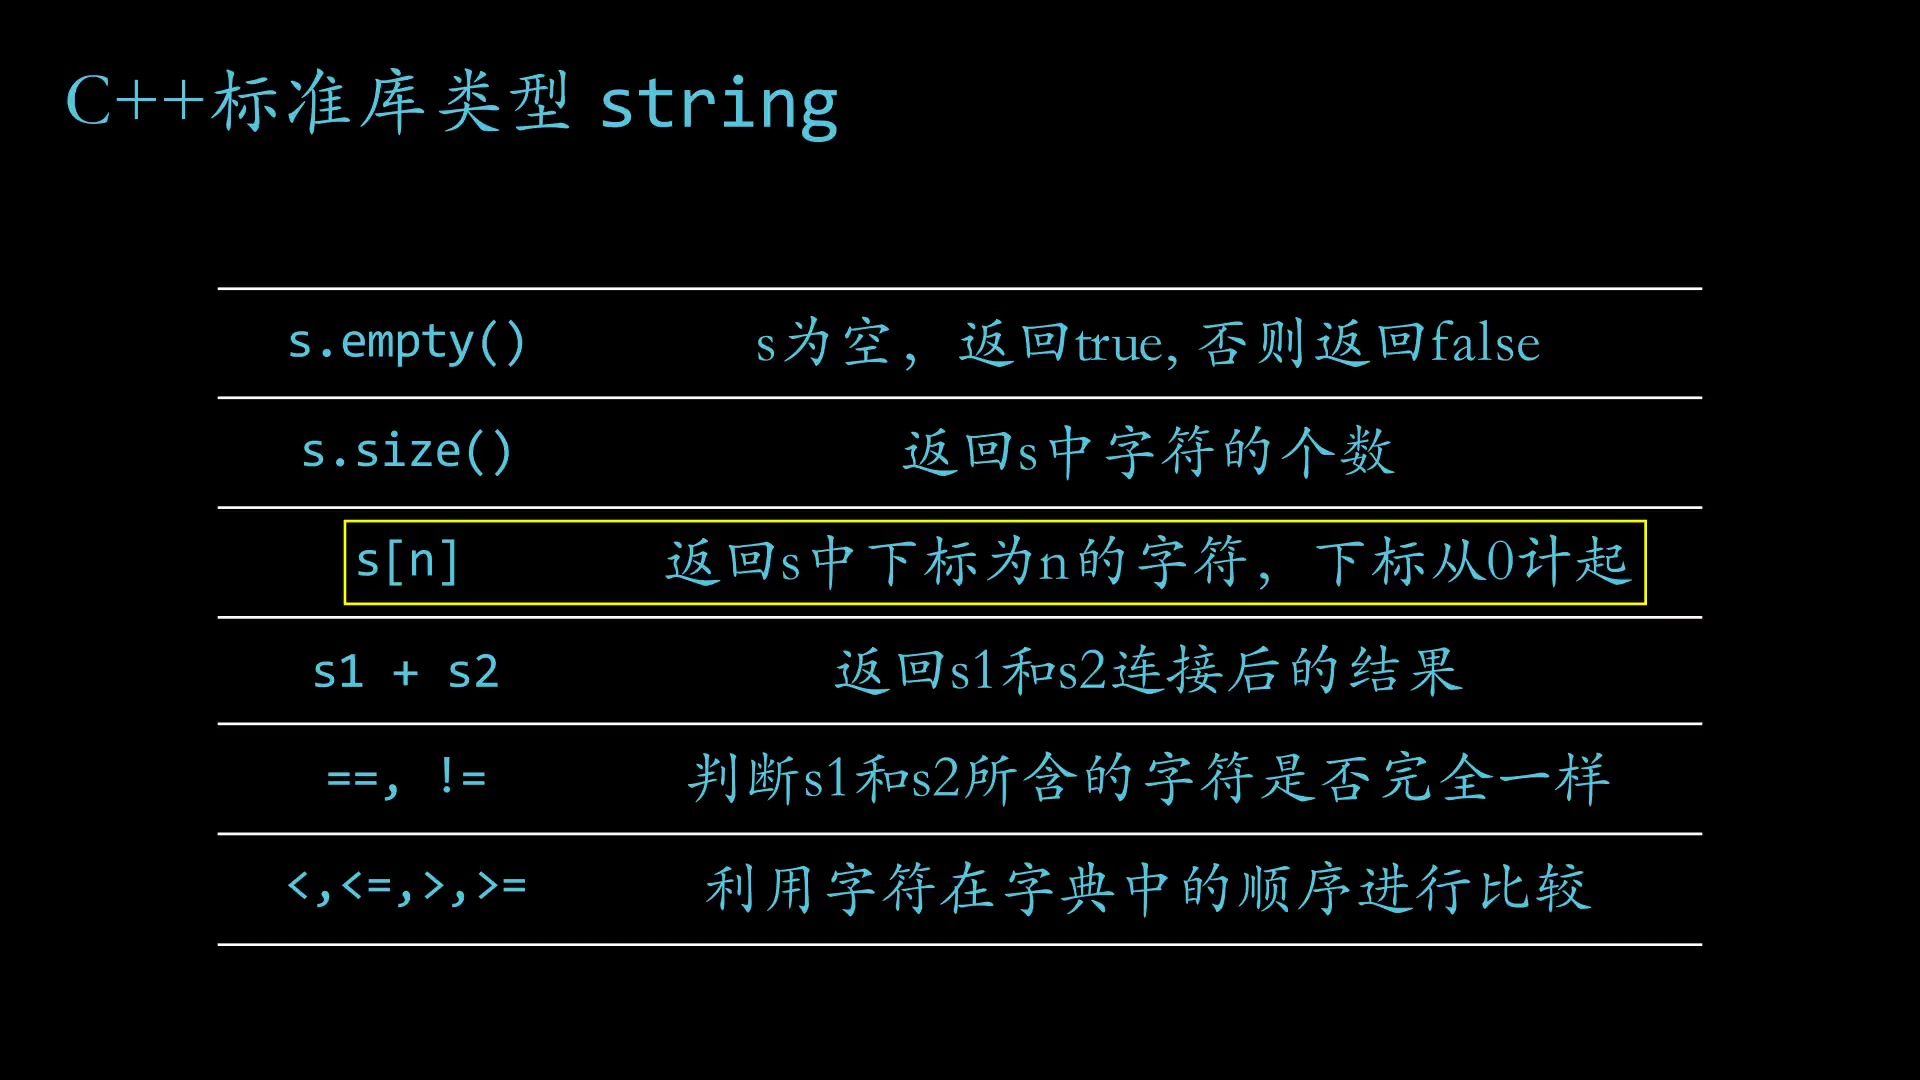 C++标准库类型 string
s.empty() s为空，返回true, 否则返回false
s.size() 返回s中字符的个数
s[n] 返回s中下标为n的字符，下标从0计起
s1 + s2 返回s1和s2连接后的结果
==, != 判断s1和s2所含的字符是否完全一样
<,<=,>,>= 利用字符在字典中的顺序进行比较